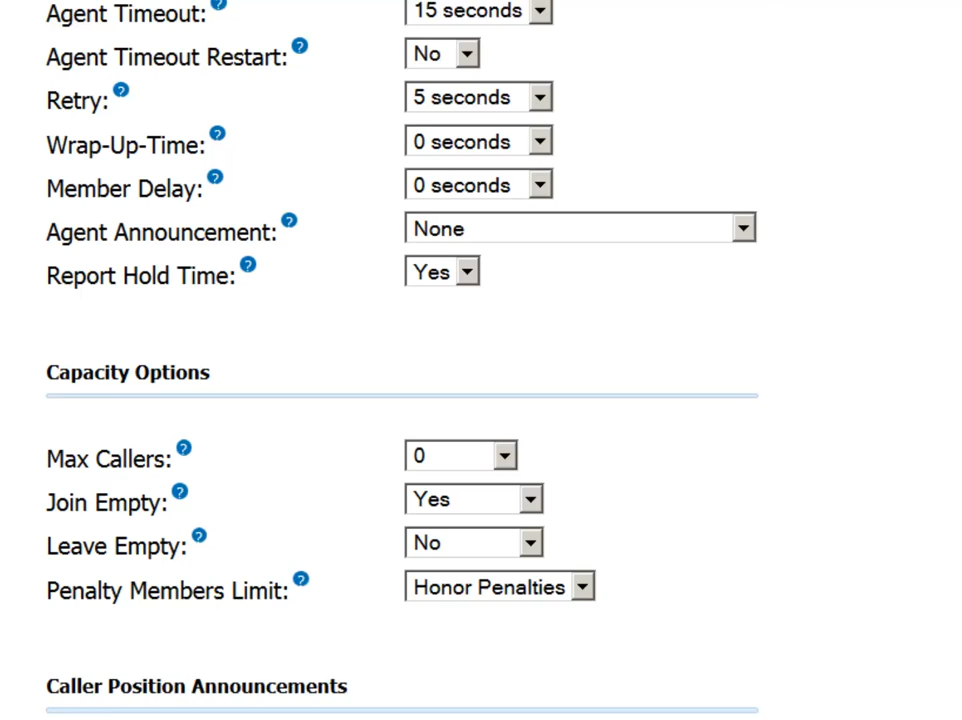 Agent Timeout: ? 15 seconds
Agent Timeout Restart: ? No
Retry: ? 5 seconds
Wrap-Up-Time: ? 0 seconds
Member Delay: ? 0 seconds
Agent Announcement: ? None
Report Hold Time: ? Yes
Capacity Options
Max Callers: ? 0
Join Empty: ? Yes
Leave Empty: ? No
Penalty Members Limit: ? Honor Penalties
Caller Position Announcements